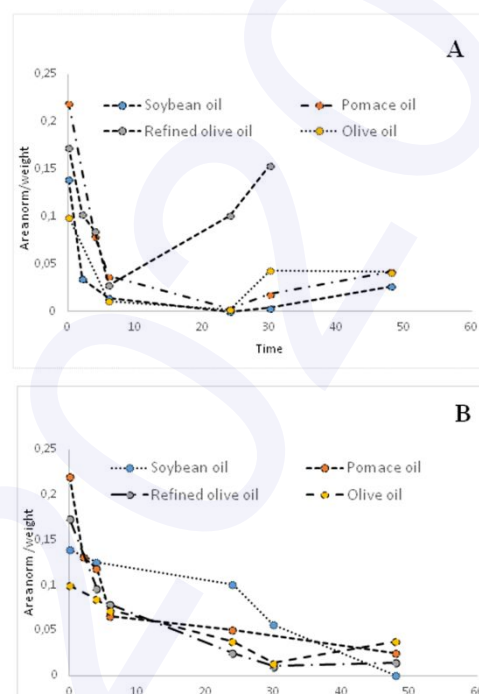 A
0,25
Soybean oil Pomace oil
0,2
Refined olive oil Olive oil
0,15
0,1
0,05
0
0 10 20 30 40 50 60
Areanorm/weight
Time
B
0,25
Soybean oil Pomace oil
0,2
Refined olive oil Olive oil
0,15
0,1
0,05
0
0 10 20 30 40 50 60
Areanorm /weight